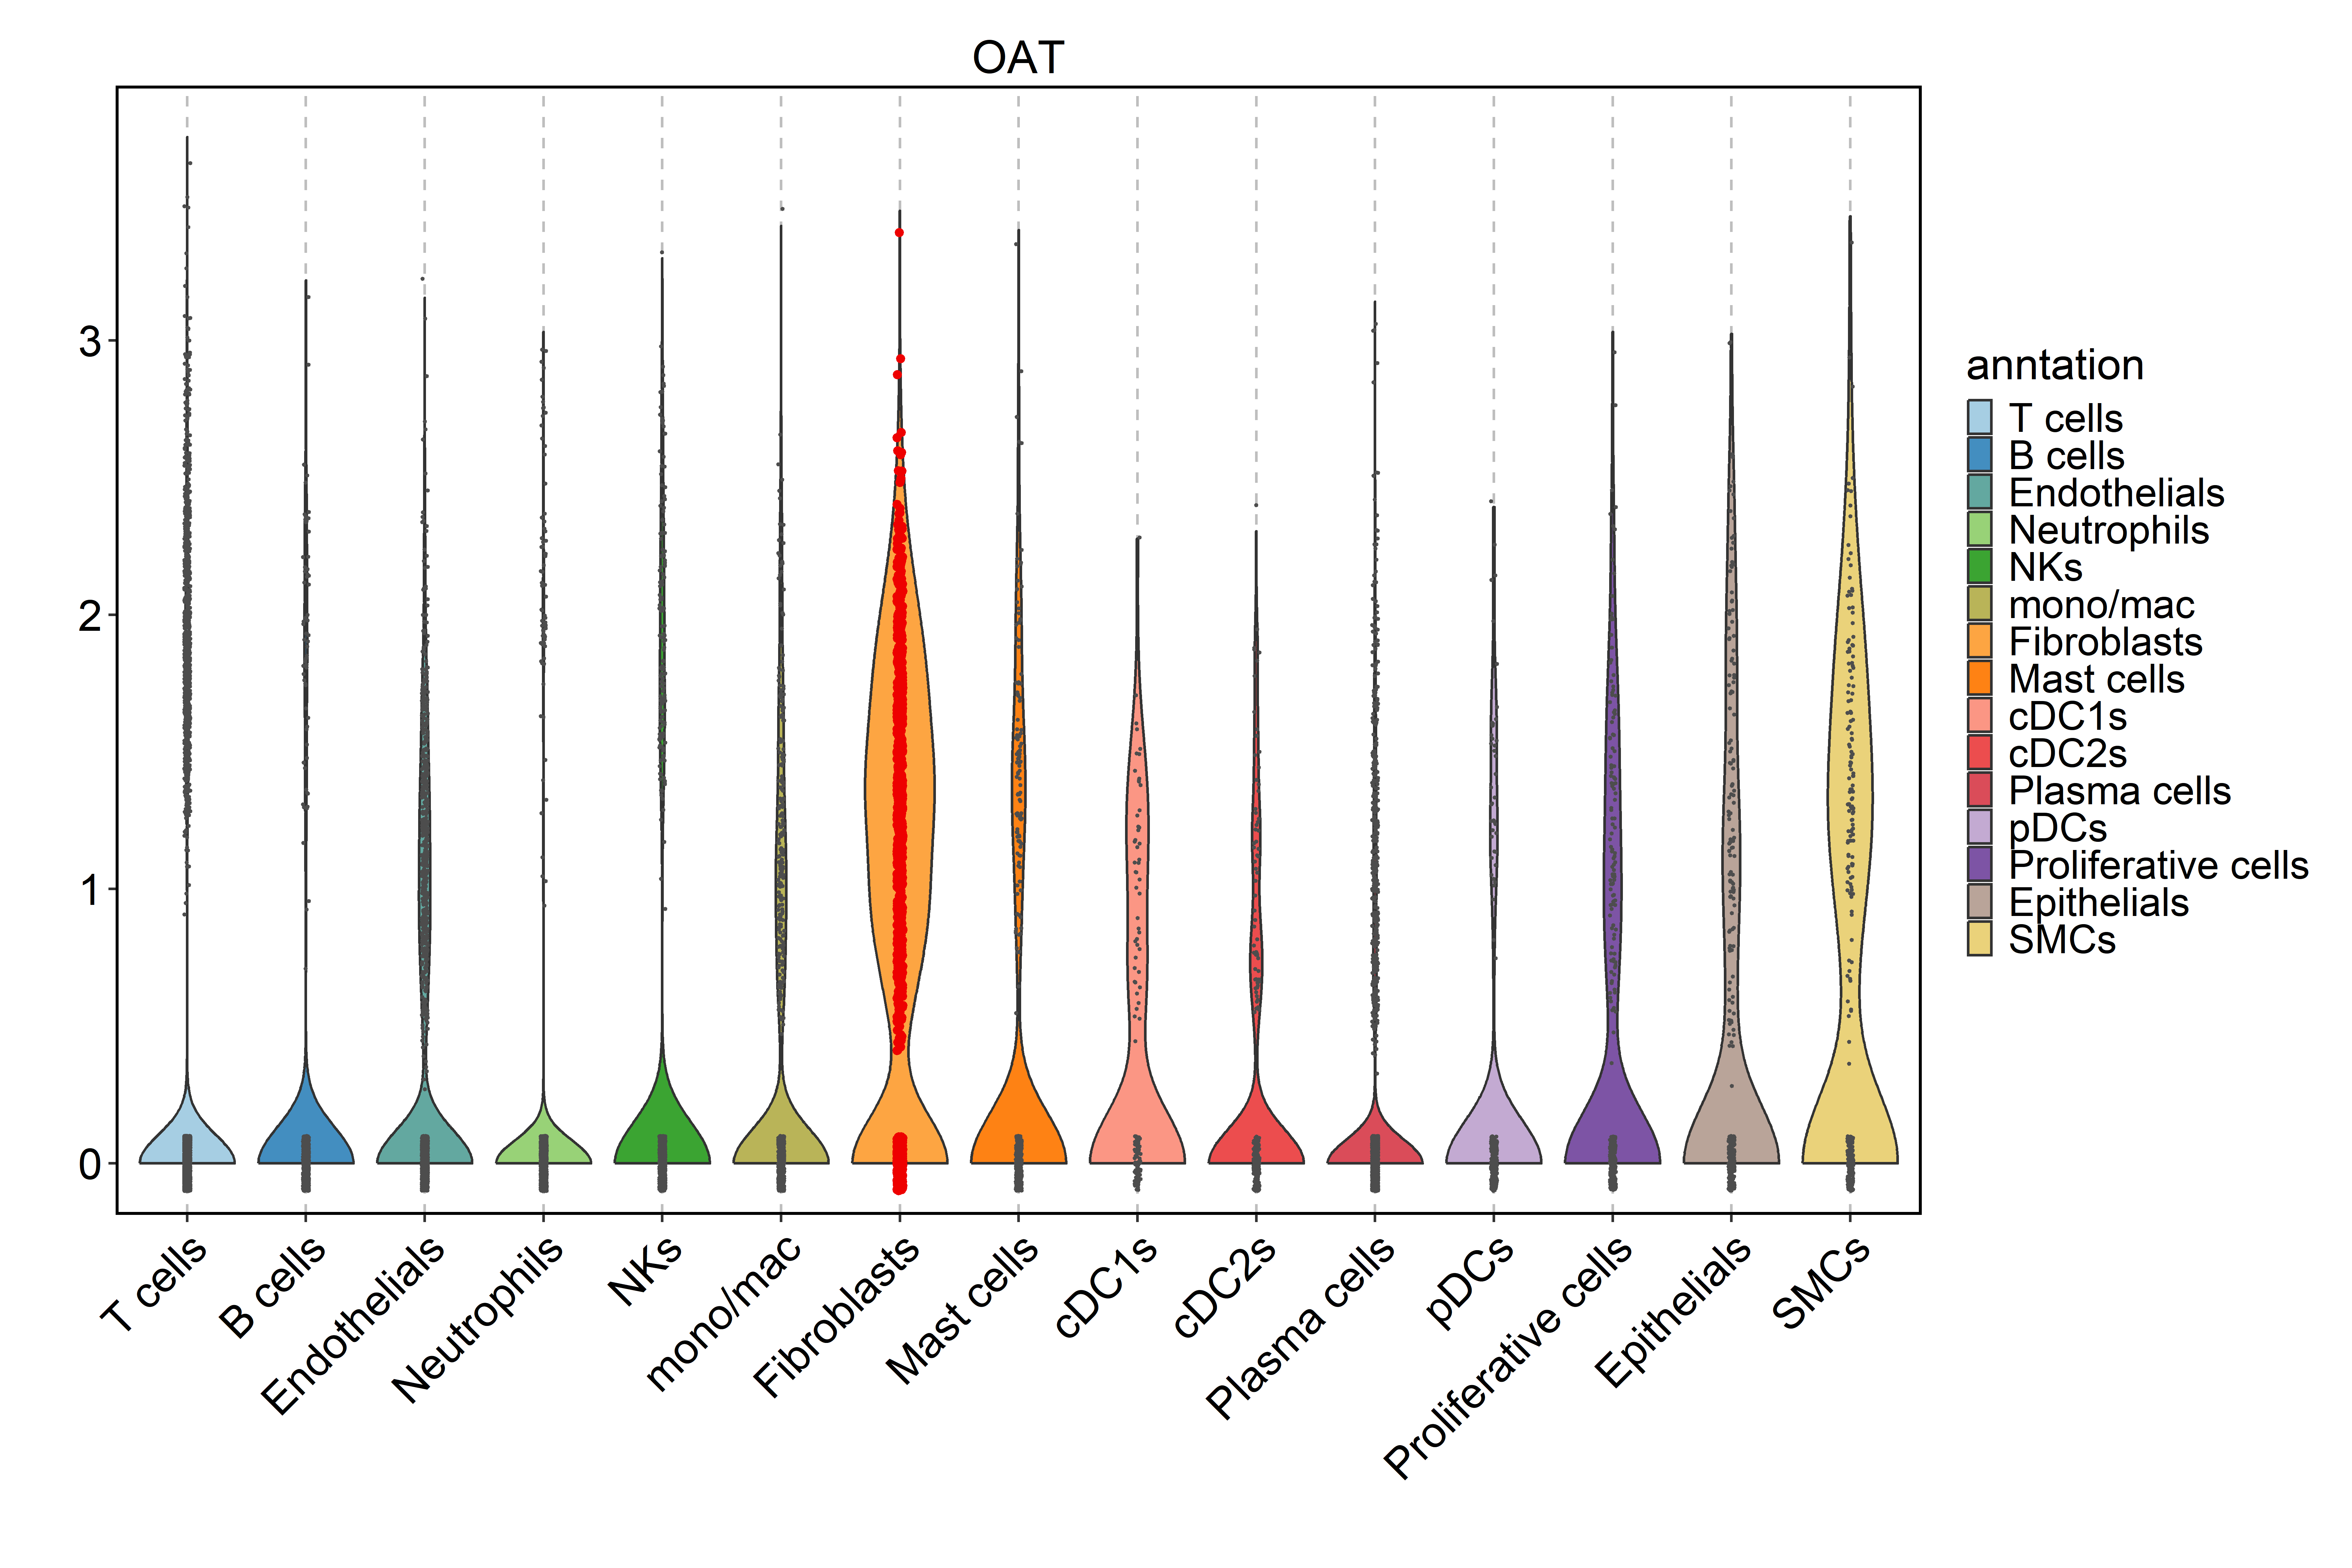 OAT
3
2
1
0
T cells
B cells
Endothelials
Neutrophils
NKs
mono/mac
Fibroblasts
Mast cells
cDC1s
cDC2s
Plasma cells
pDCs
Proliferative cells
Epithelials
SMCs
anntation
T cells
B cells
Endothelials
Neutrophils
NKs
mono/mac
Fibroblasts
Mast cells
cDC1s
cDC2s
Plasma cells
pDCs
Proliferative cells
Epithelials
SMCs